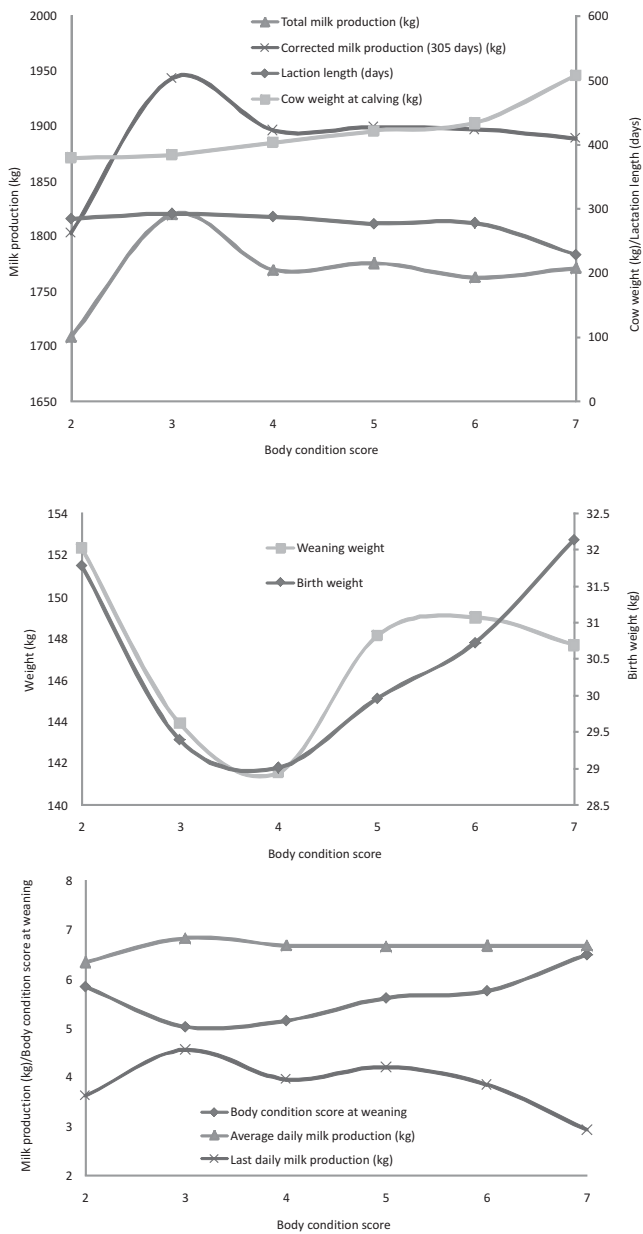 2000
1950
1900
1850
1800
1750
1700
1650
Milk production (kg)
Total milk production (kg)
Corrected milk production (305 days) (kg)
Laction length (days)
Cow weight at calving (kg)
600
500
400
300
200
100
0
Cow weight (kg)/Lactation length (days)
2 3 4 5 6 7
Body condition score
154
152
150
148
146
144
142
140
Weight (kg)
Weaning weight
Birth weight
32.5
32
31.5
31
30.5
30
29.5
29
28.5
Birth weight (kg)
2 3 4 5 6 7
Body condition score
8
7
6
5
4
3
2
Milk production (kg)/Body condition score at weaning
Body condition score at weaning
Average daily milk production (kg)
Last daily milk production (kg)
2 3 4 5 6 7
Body condition score